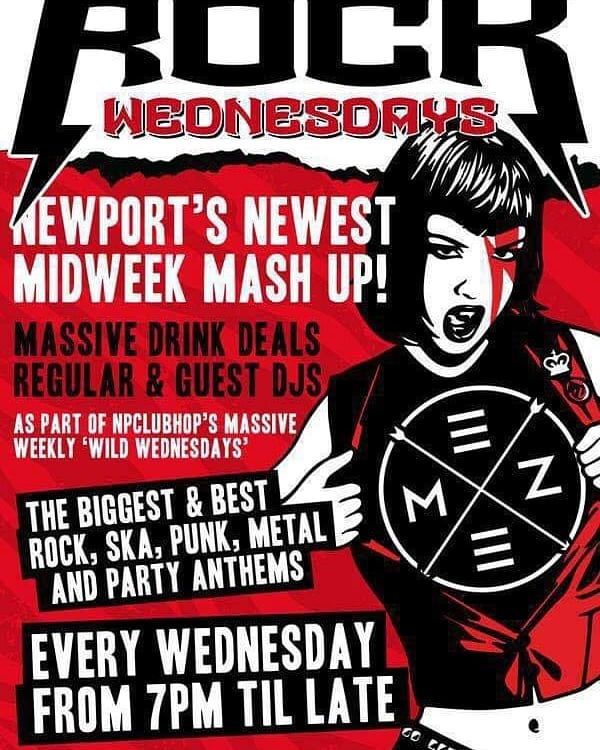 ROCK
WEDNESDAYS
NEWPORT'S NEWEST
MIDWEEK MASH UP!
MASSIVE DRINK DEALS
REGULAR & GUEST DJS
AS PART OF NPCLUBHOP'S MASSIVE
WEEKLY 'WILD WEDNESDAYS'
THE BIGGEST & BEST
ROCK, SKA, PUNK, METAL
AND PARTY ANTHEMS
EVERY WEDNESDAY
FROM 7PM TIL LATE
M E Z E